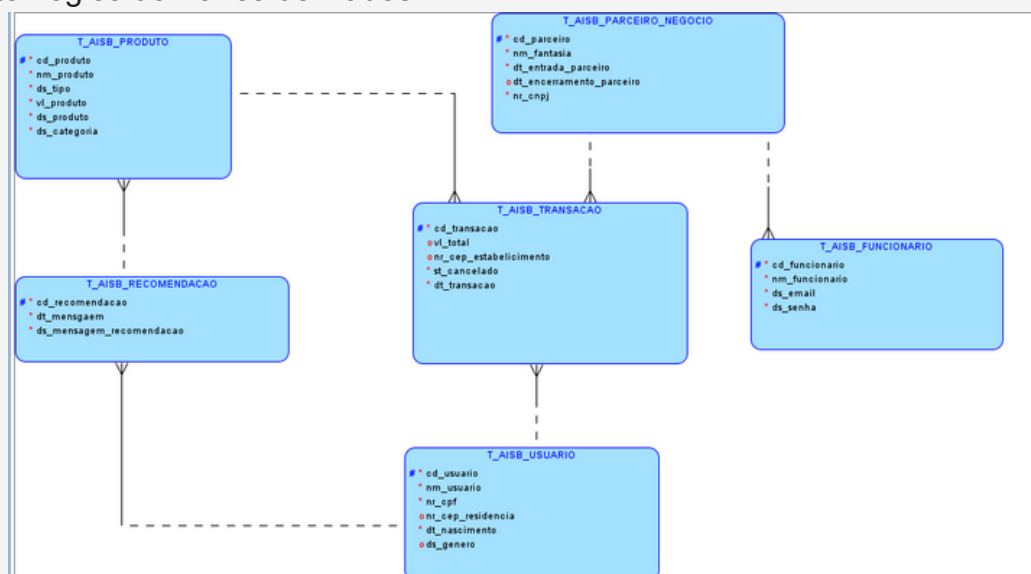 T_AISB_PRODUTO
# * cd_produto
* nm_produto
* ds_tipo
* vl_produto
* ds_produto
* ds_categoria
T_AISB_PARCEIRO_NEGOCIO
# * cd_parceiro
* nm_fantasia
* dt_entrada_parceiro
o dt_encerramento_parceiro
* nr_cnpj
T_AISB_TRANSACAO
# * cd_transacao
o vl_total
o nr_cep_estabelicimento
* st_cancelado
* dt_transacao
T_AISB_FUNCIONARIO
# * cd_funcionario
* nm_funcionario
* ds_email
* ds_senha
T_AISB_RECOMENDACAO
# * cd_recomendacao
* dt_mensgaem
* ds_mensagem_recomendacao
T_AISB_USUARIO
# * cd_usuario
* nm_usuario
* nr_cpf
o nr_cep_residencia
* dt_nascimento
o ds_genero